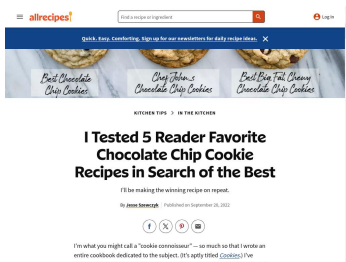 allrecipes
Find a recipe or ingredient
Log In
Quick. Easy. Comforting. Sign up for our newsletters for daily recipe ideas.
Best Chocolate Chip Cookies
Chef John's Chocolate Chip Cookies
Best Big, Fat, Chewy Chocolate Chip Cookies
KITCHEN TIPS > IN THE KITCHEN
I Tested 5 Reader Favorite
Chocolate Chip Cookie
Recipes in Search of the Best
I'll be making the winning recipe on repeat.
By Jesse Szewczyk Published on September 20, 2022
I'm what you might call a "cookie connoisseur" — so much so that I wrote an
entire cookbook dedicated to the subject. (It's aptly titled Cookies.) I've